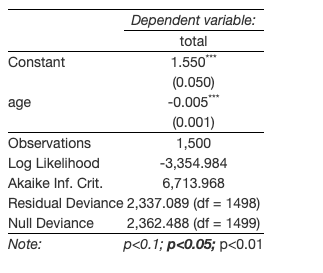 Dependent variable:
total
Constant 1.550***
(0.050)
age -0.005***
(0.001)
Observations 1,500
Log Likelihood -3,354.984
Akaike Inf. Crit. 6,713.968
Residual Deviance 2,337.089 (df = 1498)
Null Deviance 2,362.488 (df = 1499)
Note: p<0.1; p<0.05; p<0.01